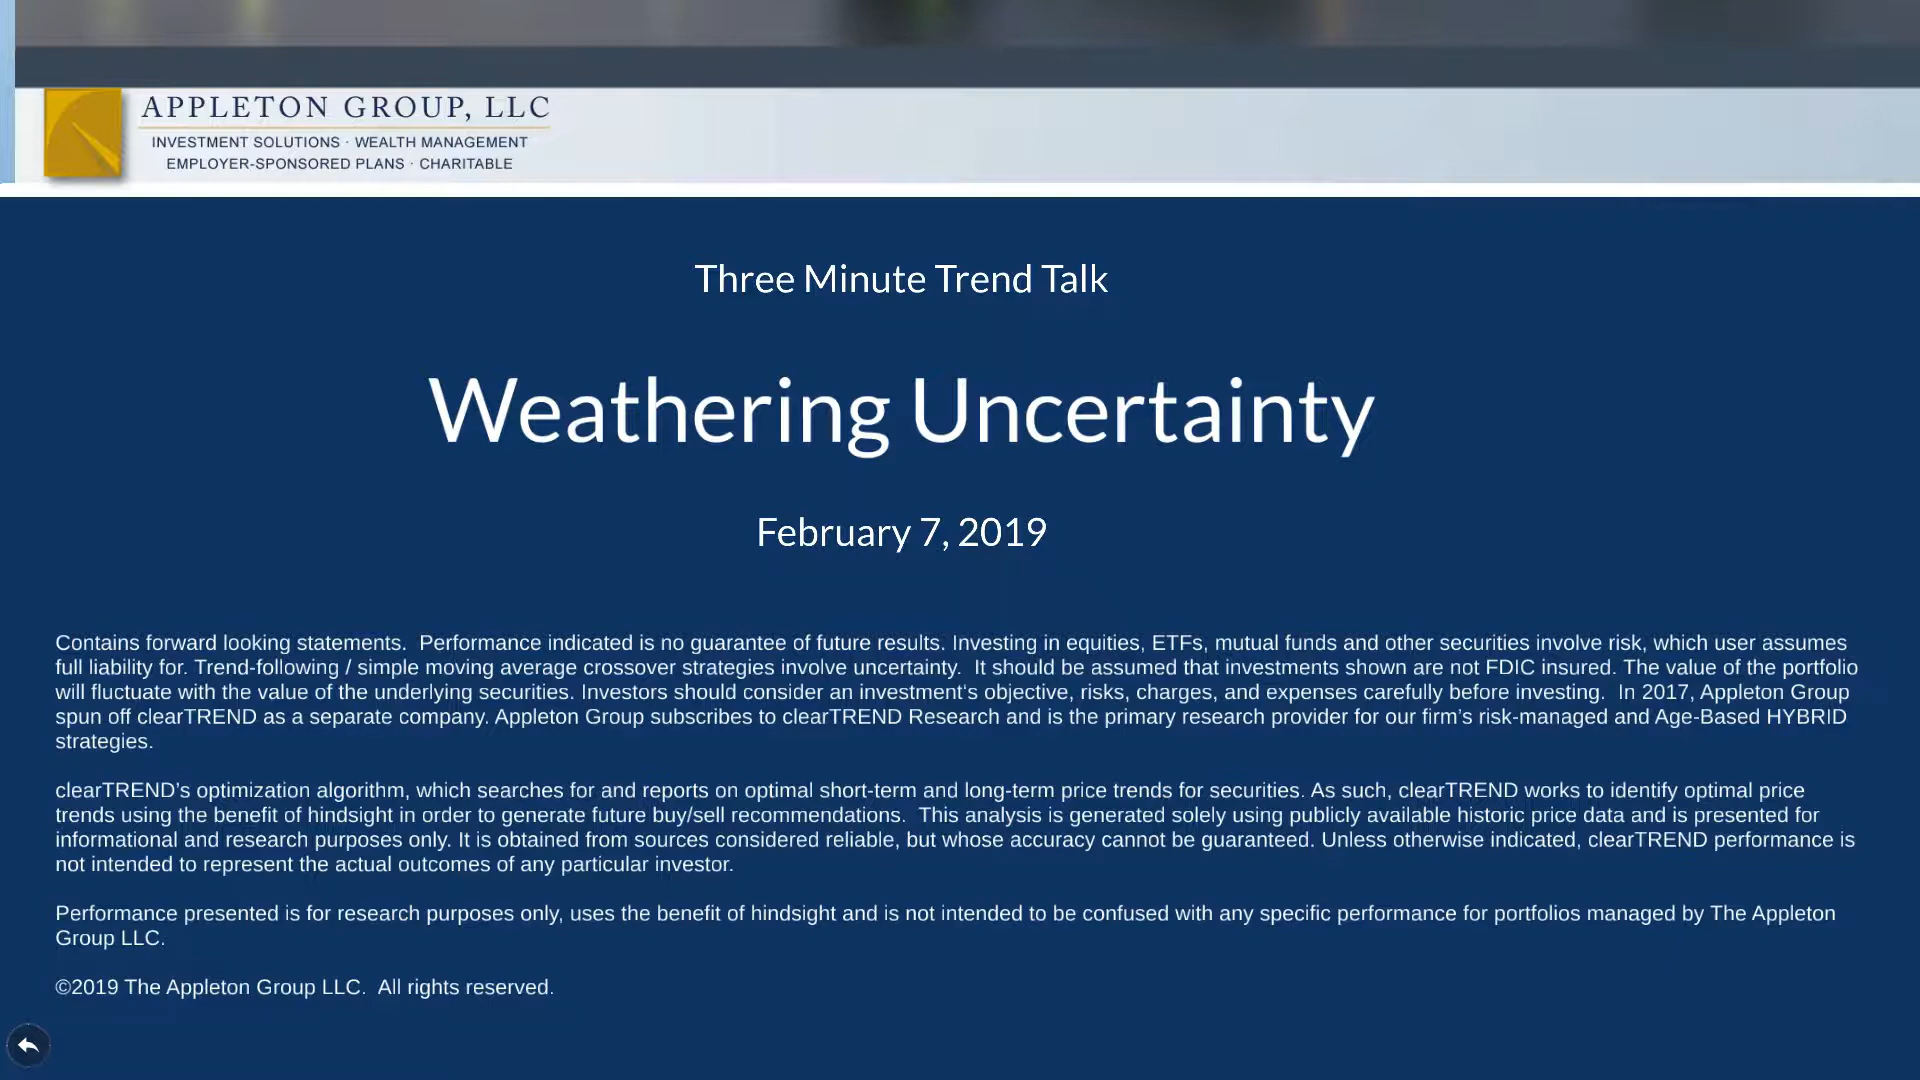 APPLETON GROUP, LLC
INVESTMENT SOLUTIONS · WEALTH MANAGEMENT
EMPLOYER-SPONSORED PLANS · CHARITABLE
Three Minute Trend Talk
Weathering Uncertainty
February 7, 2019
Contains forward looking statements.  Performance indicated is no guarantee of future results. Investing in equities, ETFs, mutual funds and other securities involve risk, which user assumes
full liability for. Trend-following / simple moving average crossover strategies involve uncertainty.  It should be assumed that investments shown are not FDIC insured. The value of the portfolio
will fluctuate with the value of the underlying securities. Investors should consider an investment‘s objective, risks, charges, and expenses carefully before investing.  In 2017, Appleton Group
spun off clearTREND as a separate company. Appleton Group subscribes to clearTREND Research and is the primary research provider for our firm’s risk-managed and Age-Based HYBRID
strategies.
clearTREND’s optimization algorithm, which searches for and reports on optimal short-term and long-term price trends for securities. As such, clearTREND works to identify optimal price
trends using the benefit of hindsight in order to generate future buy/sell recommendations.  This analysis is generated solely using publicly available historic price data and is presented for
informational and research purposes only. It is obtained from sources considered reliable, but whose accuracy cannot be guaranteed. Unless otherwise indicated, clearTREND performance is
not intended to represent the actual outcomes of any particular investor.
Performance presented is for research purposes only, uses the benefit of hindsight and is not intended to be confused with any specific performance for portfolios managed by The Appleton
Group LLC.
©2019 The Appleton Group LLC.  All rights reserved.